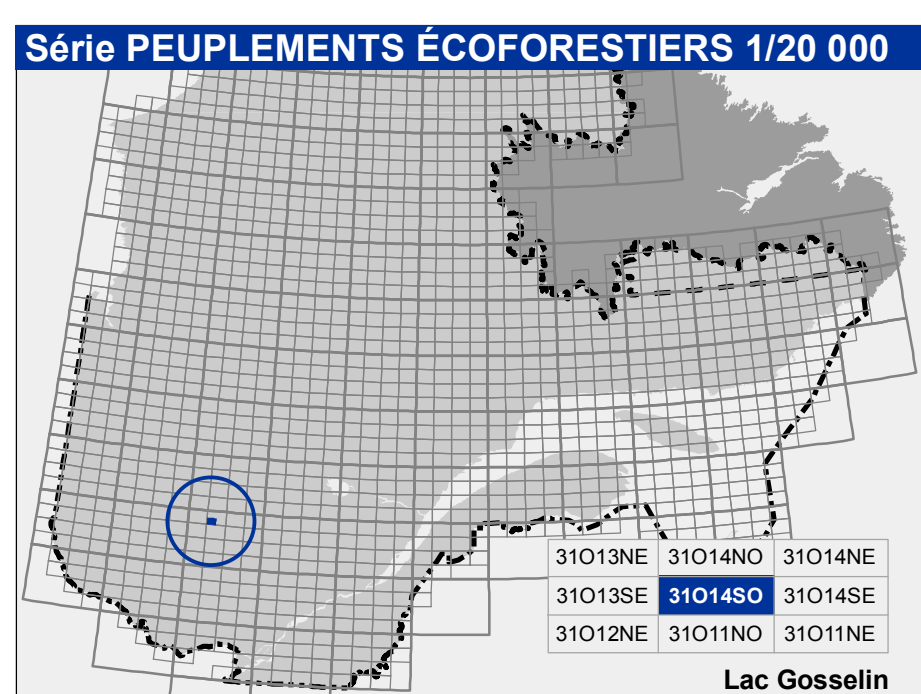 Série PEUPLEMENTS ÉCOFORESTIERS 1/20 000
31O13NE 31O14NO 31O14NE
31O13SE 31O14SO 31O14SE
31O12NE 31O11NO 31O11NE
Lac Gosselin